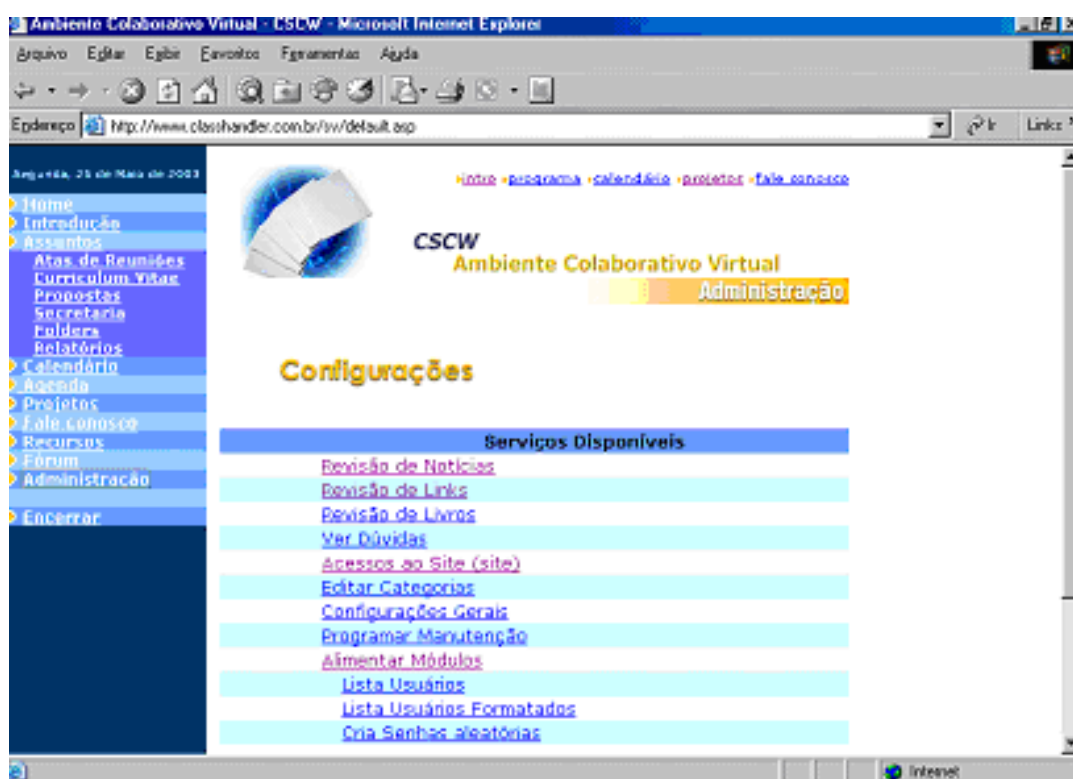 Ambiente Colaborativo Virtual - CSCW - Microsoft Internet Explorer
Arquivo Editar Exibir Favoritos Ferramentas Ajuda
Endereço http://www.classhandler.com.br/sv/default.asp Ir Links
25 de Maio de 2003
intro programa calendário projetos fale conosco
Home
Introdução
Assuntos
Atas de Reuniões
Curriculum Vitae
Propostas
Secretaria
Folders
Relatórios
Calendário
Agenda
Projetos
Fale conosco
Recursos
Fórum
Administração
Encerrar
CSCW
Ambiente Colaborativo Virtual
Administração
Configurações
Serviços Disponíveis
Revisão de Notícias
Revisão de Links
Revisão de Livros
Ver Dúvidas
Acessos ao Site (site)
Editar Categorias
Configurações Gerais
Programar Manutenção
Alimentar Módulos
Lista Usuários
Lista Usuários Formatados
Cria Senhas aleatórias
Internet